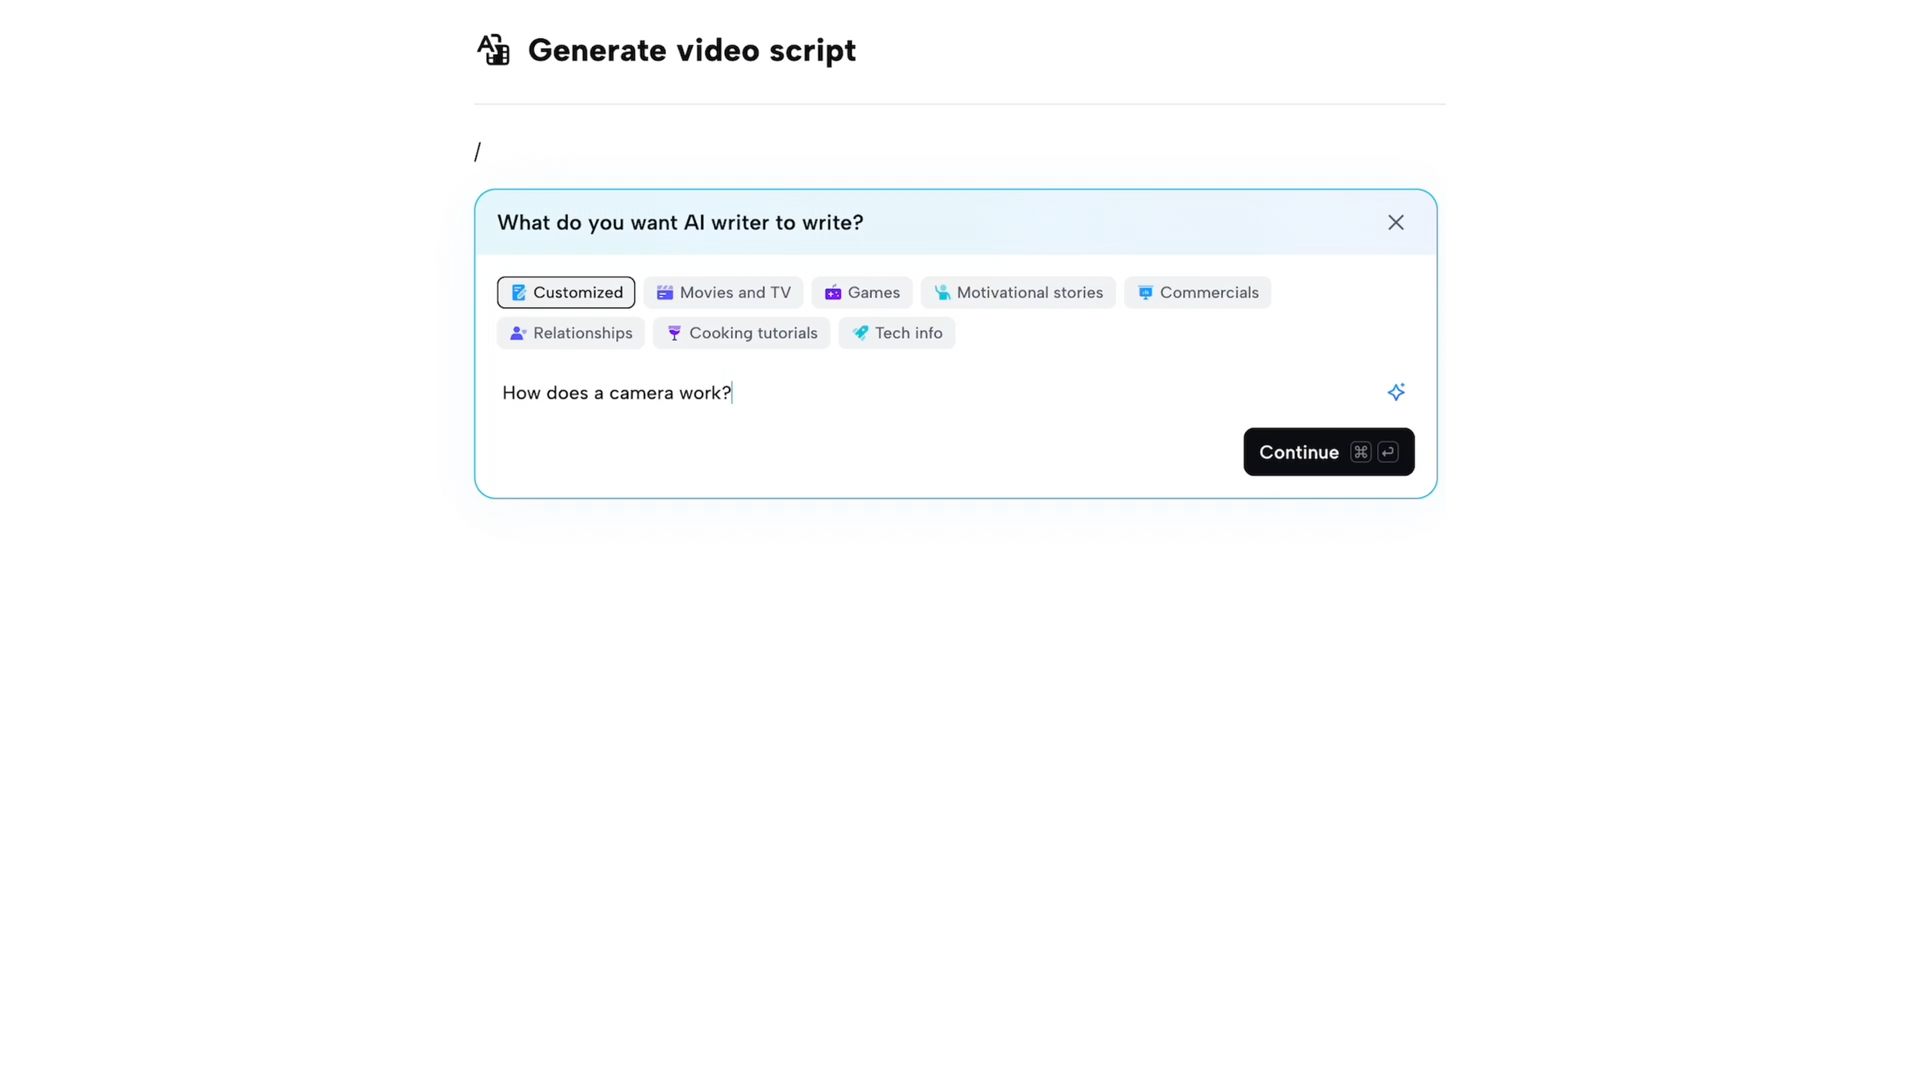 Generate video script
/
What do you want AI writer to write?
Customized Movies and TV Games Motivational stories Commercials
Relationships Cooking tutorials Tech info
How does a camera work?
Continue ⌘ ↵